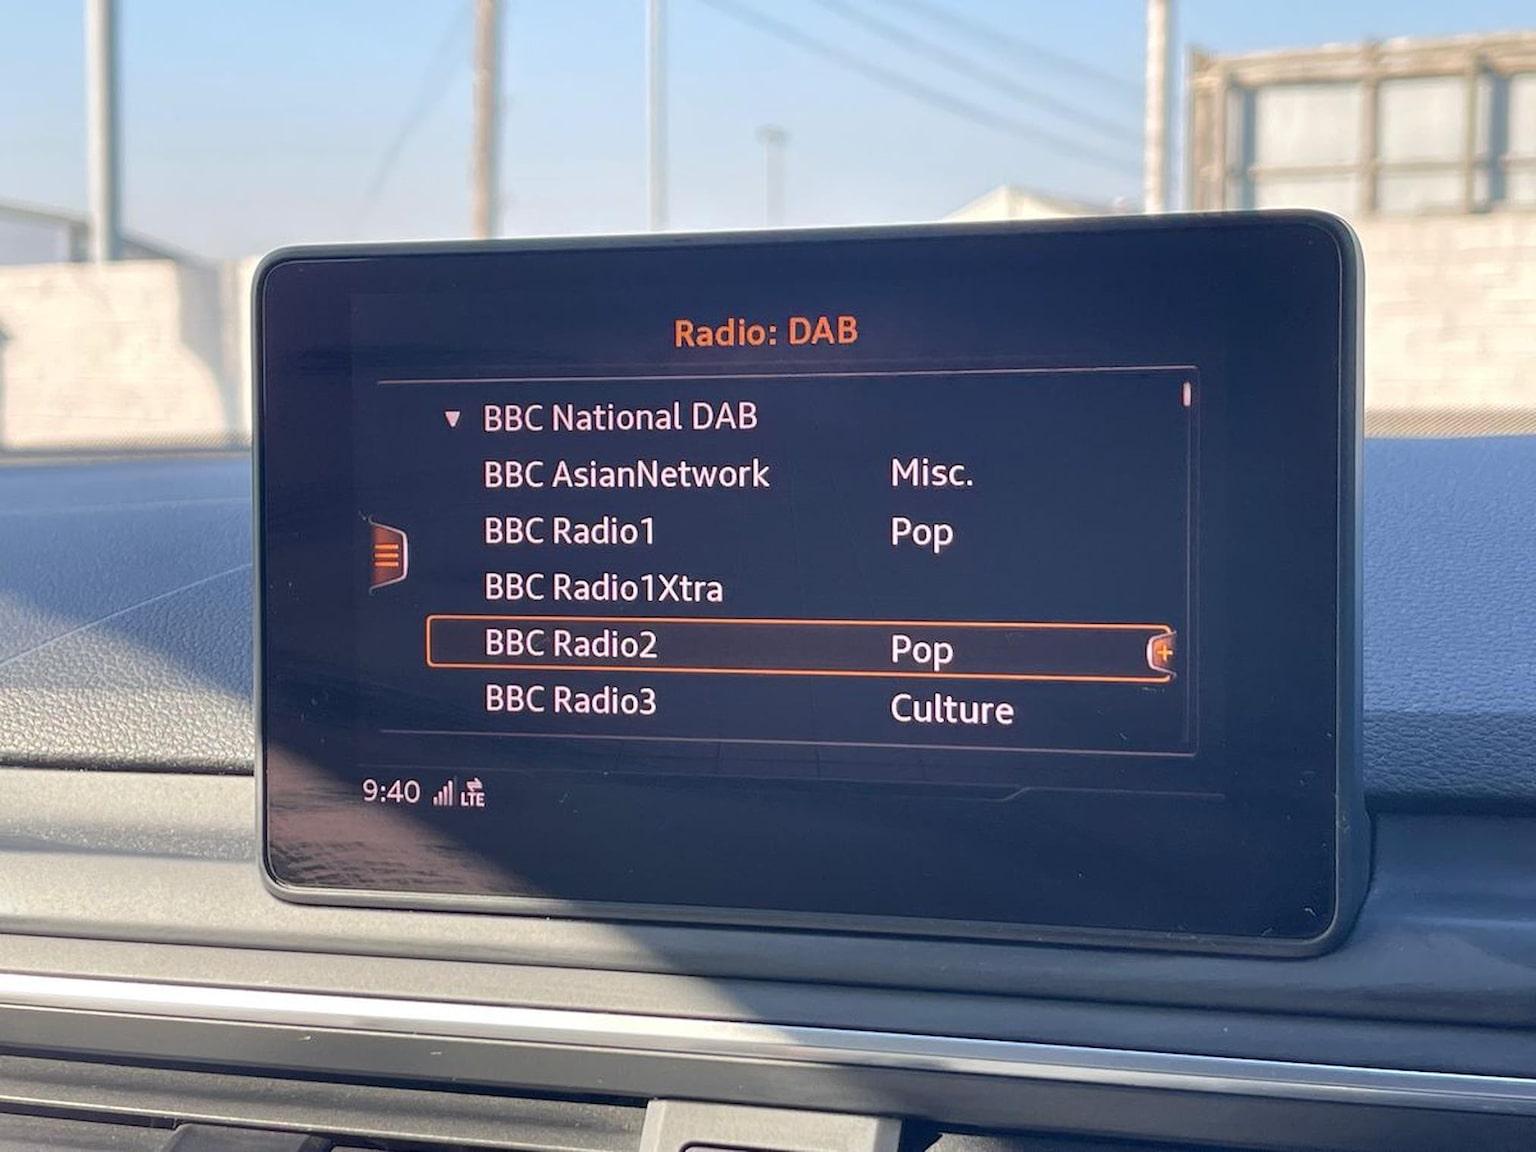 Radio: DAB
BBC National DAB
BBC AsianNetwork Misc.
BBC Radio1 Pop
BBC Radio1Xtra
BBC Radio2 Pop
BBC Radio3 Culture
9:40 LTE